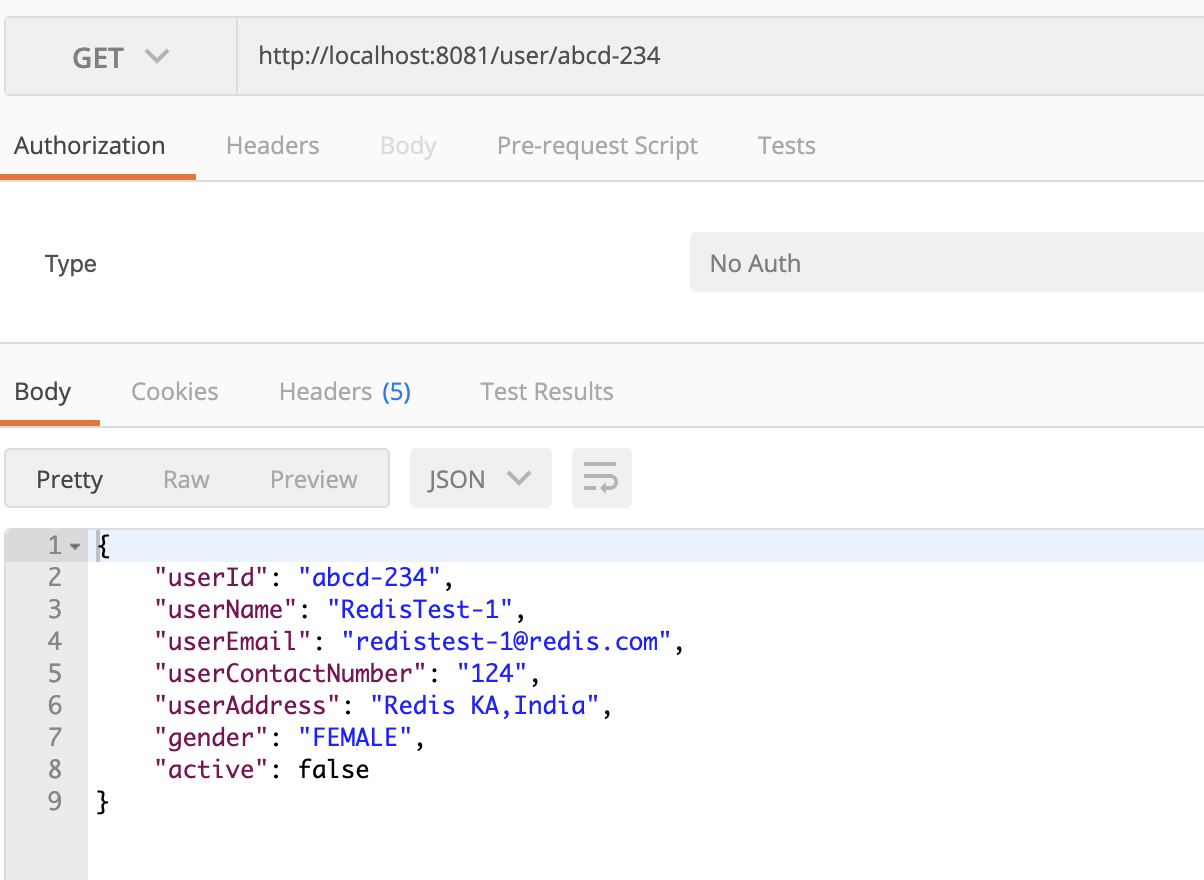 GET http://localhost:8081/user/abcd-234
Authorization Headers Body Pre-request Script Tests
Type No Auth
Body Cookies Headers (5) Test Results
Pretty Raw Preview JSON
1 {
2 "userId": "abcd-234",
3 "userName": "RedisTest-1",
4 "userEmail": "redistest-1@redis.com",
5 "userContactNumber": "124",
6 "userAddress": "Redis KA,India",
7 "gender": "FEMALE",
8 "active": false
9 }